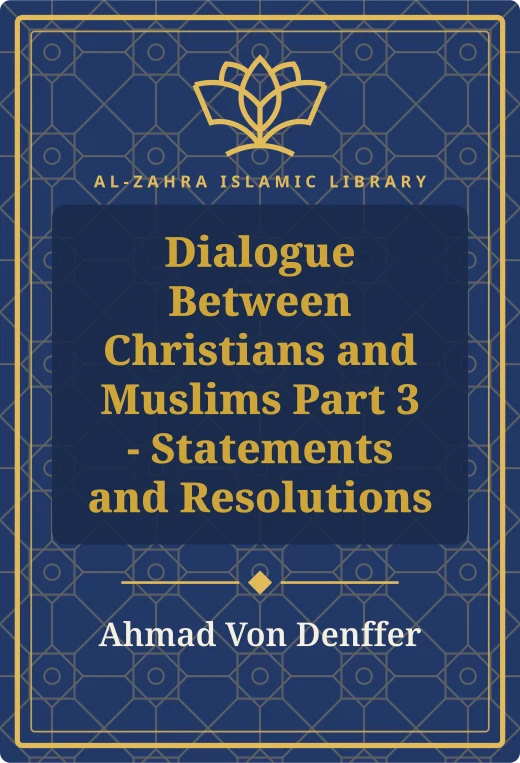 AL-ZAHRA ISLAMIC LIBRARY
Dialogue
Between
Christians and
Muslims Part 3
- Statements
and Resolutions
Ahmad Von Denffer